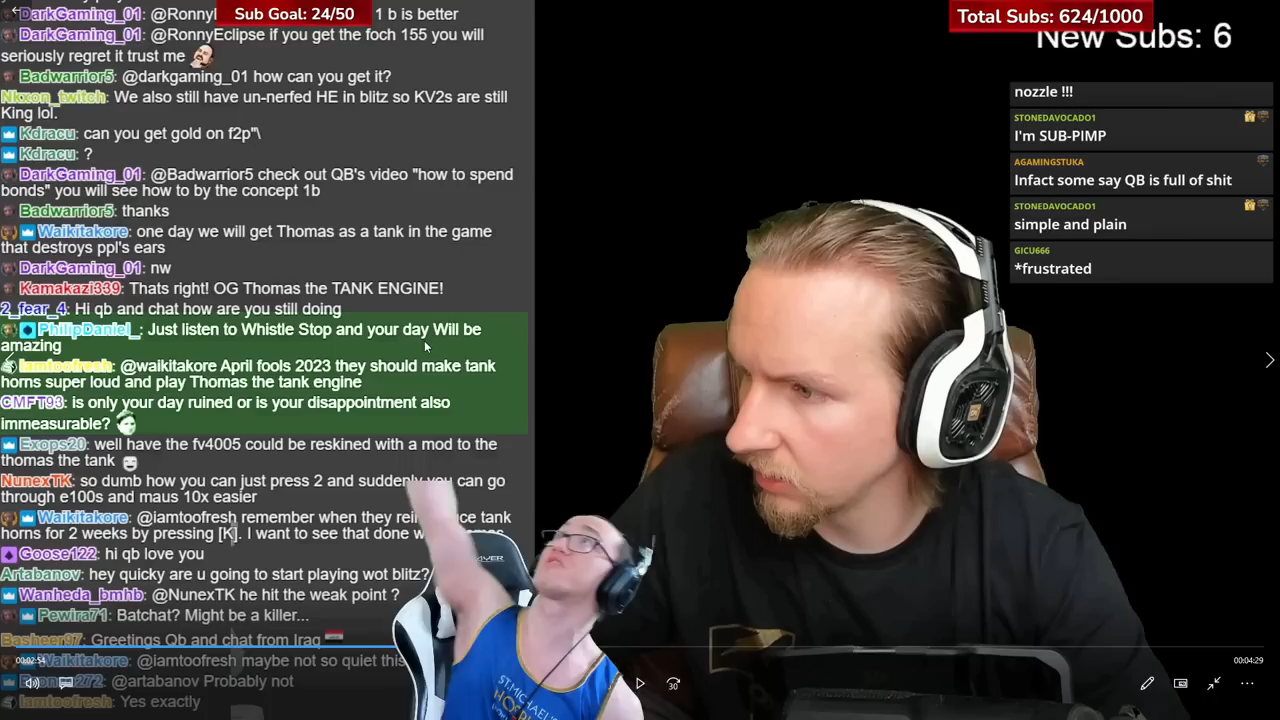 DarkGaming_01: @RonnyE
1 b is better
DarkGaming_01: @RonnyEclipse if you get the foch 155 you will
seriously regret it trust me
Badwarrior5: @darkgaming_01 how can you get it?
Nkxon_twitch: We also still have un-nerfed HE in blitz so KV2s are still
King lol.
Kdracu: can you get gold on f2p"\
Kdracu: ?
DarkGaming_01: @Badwarrior5 check out QB's video "how to spend
bonds" you will see how to by the concept 1b
Badwarrior5: thanks
Waikitakore: one day we will get Thomas as a tank in the game
that destroys ppl's ears
DarkGaming_01: nw
Kamakazi339: Thats right! OG Thomas the TANK ENGINE!
2_fear_4: Hi qb and chat how are you still doing
PhilipDaniel_: Just listen to Whistle Stop and your day Will be
amazing
iamtoofresh: @waikitakore April fools 2023 they should make tank
horns super loud and play Thomas the tank engine
CMFT93: is only your day ruined or is your disappointment also
immeasurable?
Exops20: well have the fv4005 could be reskined with a mod to the
thomas the tank
NunexTK: so dumb how you can just press 2 and suddenly you can go
through e100s and maus 10x easier
Waikitakore: @iamtoofresh remember when they rein ce tank
horns for 2 weeks by pressing [K]. I want to see that done w
Goose122: hi qb love you
Artabanov: hey quicky are u going to start playing wot blitz?
Wanheda_bmhb: @NunexTK he hit the weak point ?
Pewira71: Batchat? Might be a killer...
Basheer97: Greetings Qb and chat from Iraq
Waikitakore: @iamtoofresh maybe not so quiet this
@artabanov Probably not
iamtoofresh: Yes exactly
Sub Goal: 24/50
Total Subs: 624/1000
New Subs: 6
nozzle !!!
STONEDAVOCADO1
I'm SUB-PIMP
AGAMINGSTUKA
Infact some say QB is full of shit
STONEDAVOCADO1
simple and plain
GICU666
*frustrated
ST.MICHAEL'S
HOSP
00:02:54
00:04:29
30